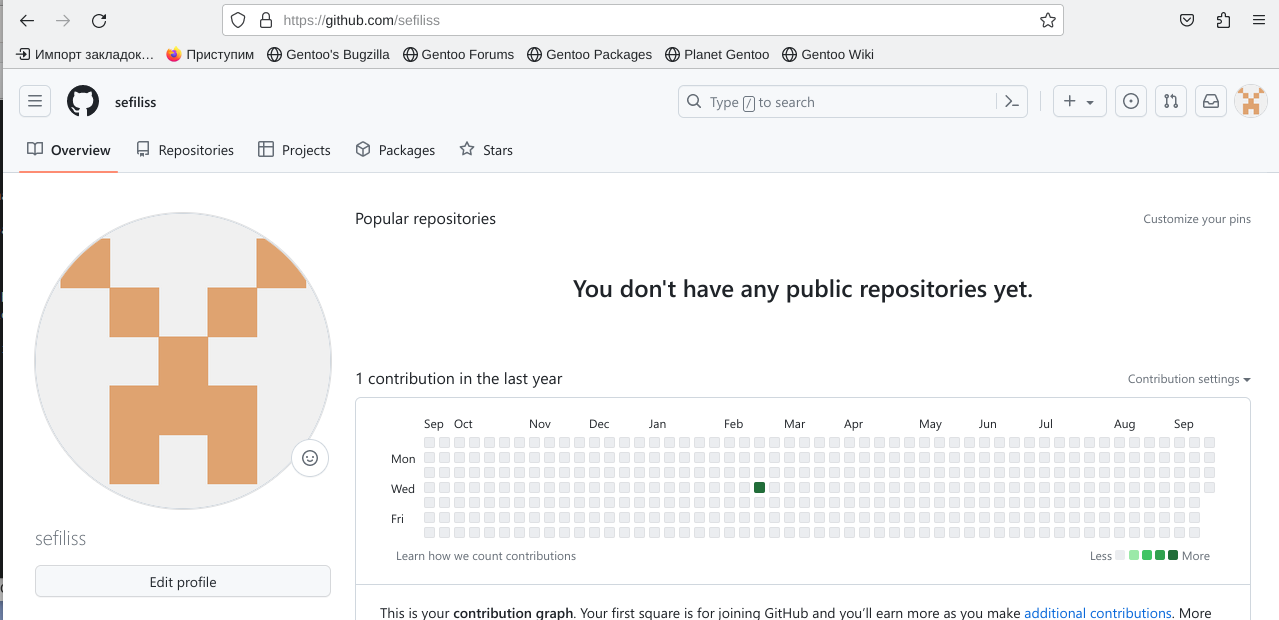 https://github.com/sefiliss
Импорт закладок… Приступим Gentoo's Bugzilla Gentoo Forums Gentoo Packages Planet Gentoo Gentoo Wiki
sefiliss Type / to search
Overview Repositories Projects Packages Stars
Popular repositories Customize your pins
You don't have any public repositories yet.
1 contribution in the last year Contribution settings
Sep Oct Nov Dec Jan Feb Mar Apr May Jun Jul Aug Sep
Mon
Wed
Fri
Learn how we count contributions Less More
sefiliss
Edit profile
This is your contribution graph. Your first square is for joining GitHub and you'll earn more as you make additional contributions. More